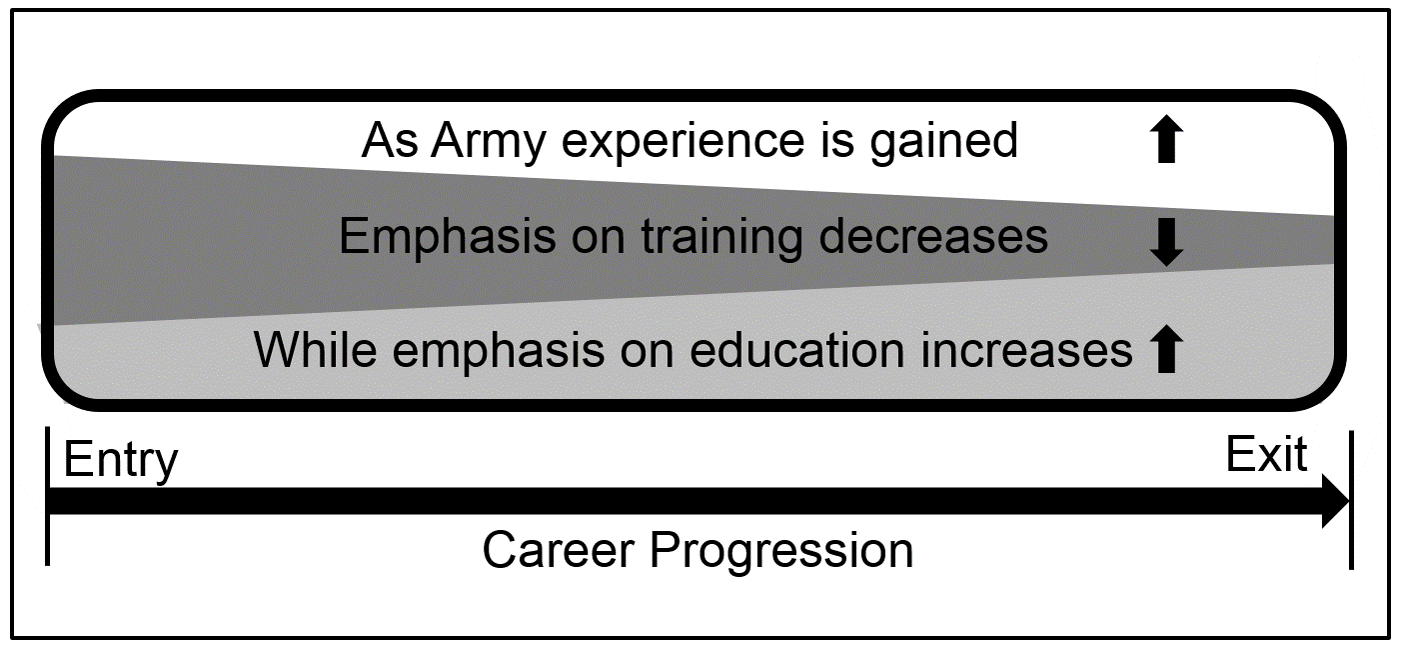 As Army experience is gained
Emphasis on training decreases
While emphasis on education increases
Entry
Exit
Career Progression